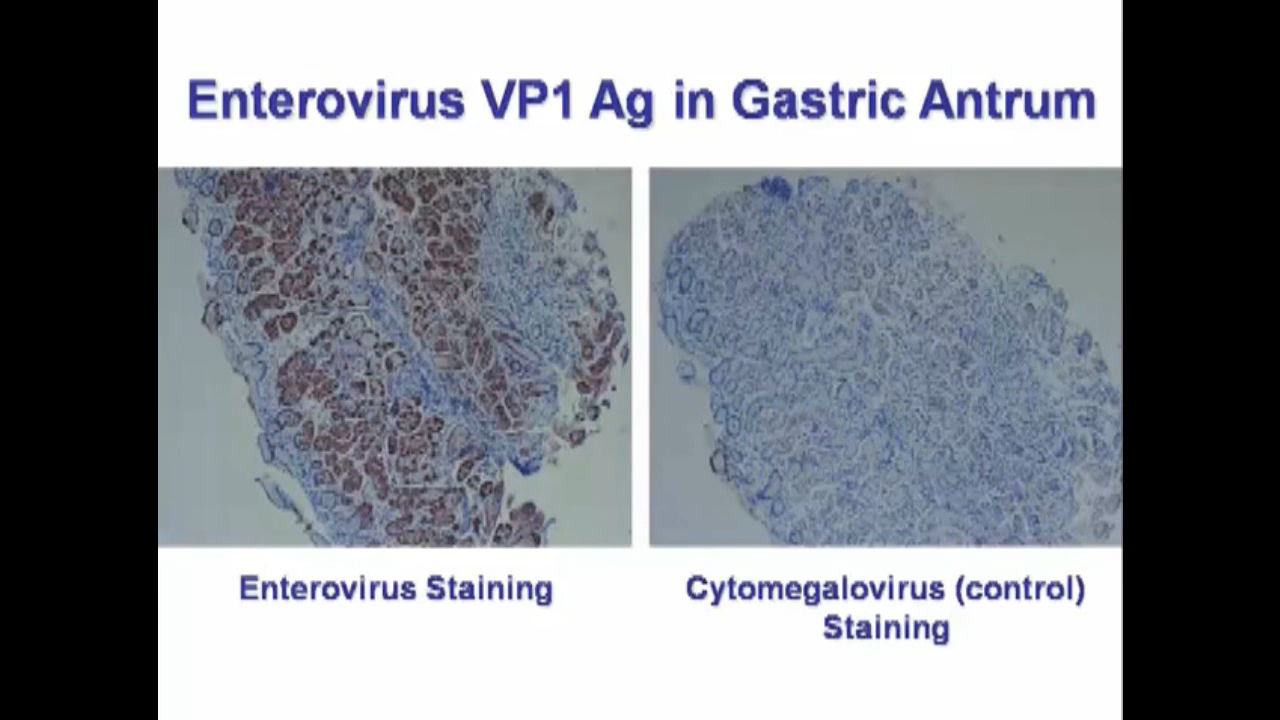 Enterovirus VP1 Ag in Gastric Antrum
Enterovirus Staining
Cytomegalovirus (control)
Staining